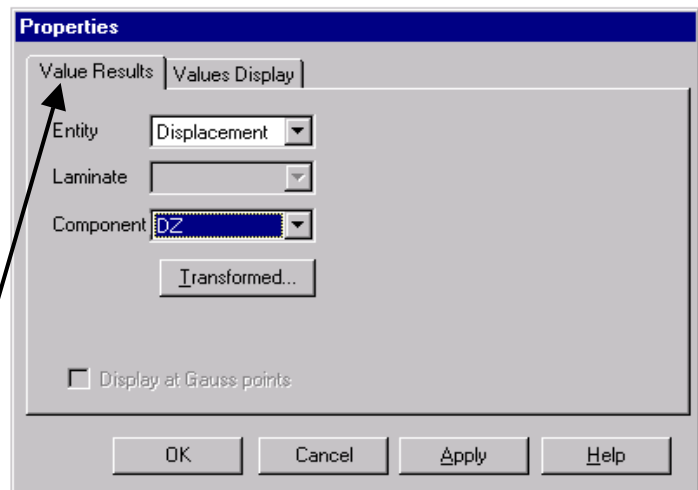 Properties
Value Results Values Display
Entity Displacement
Laminate
Component DZ
Transformed...
Display at Gauss points
OK Cancel Apply Help